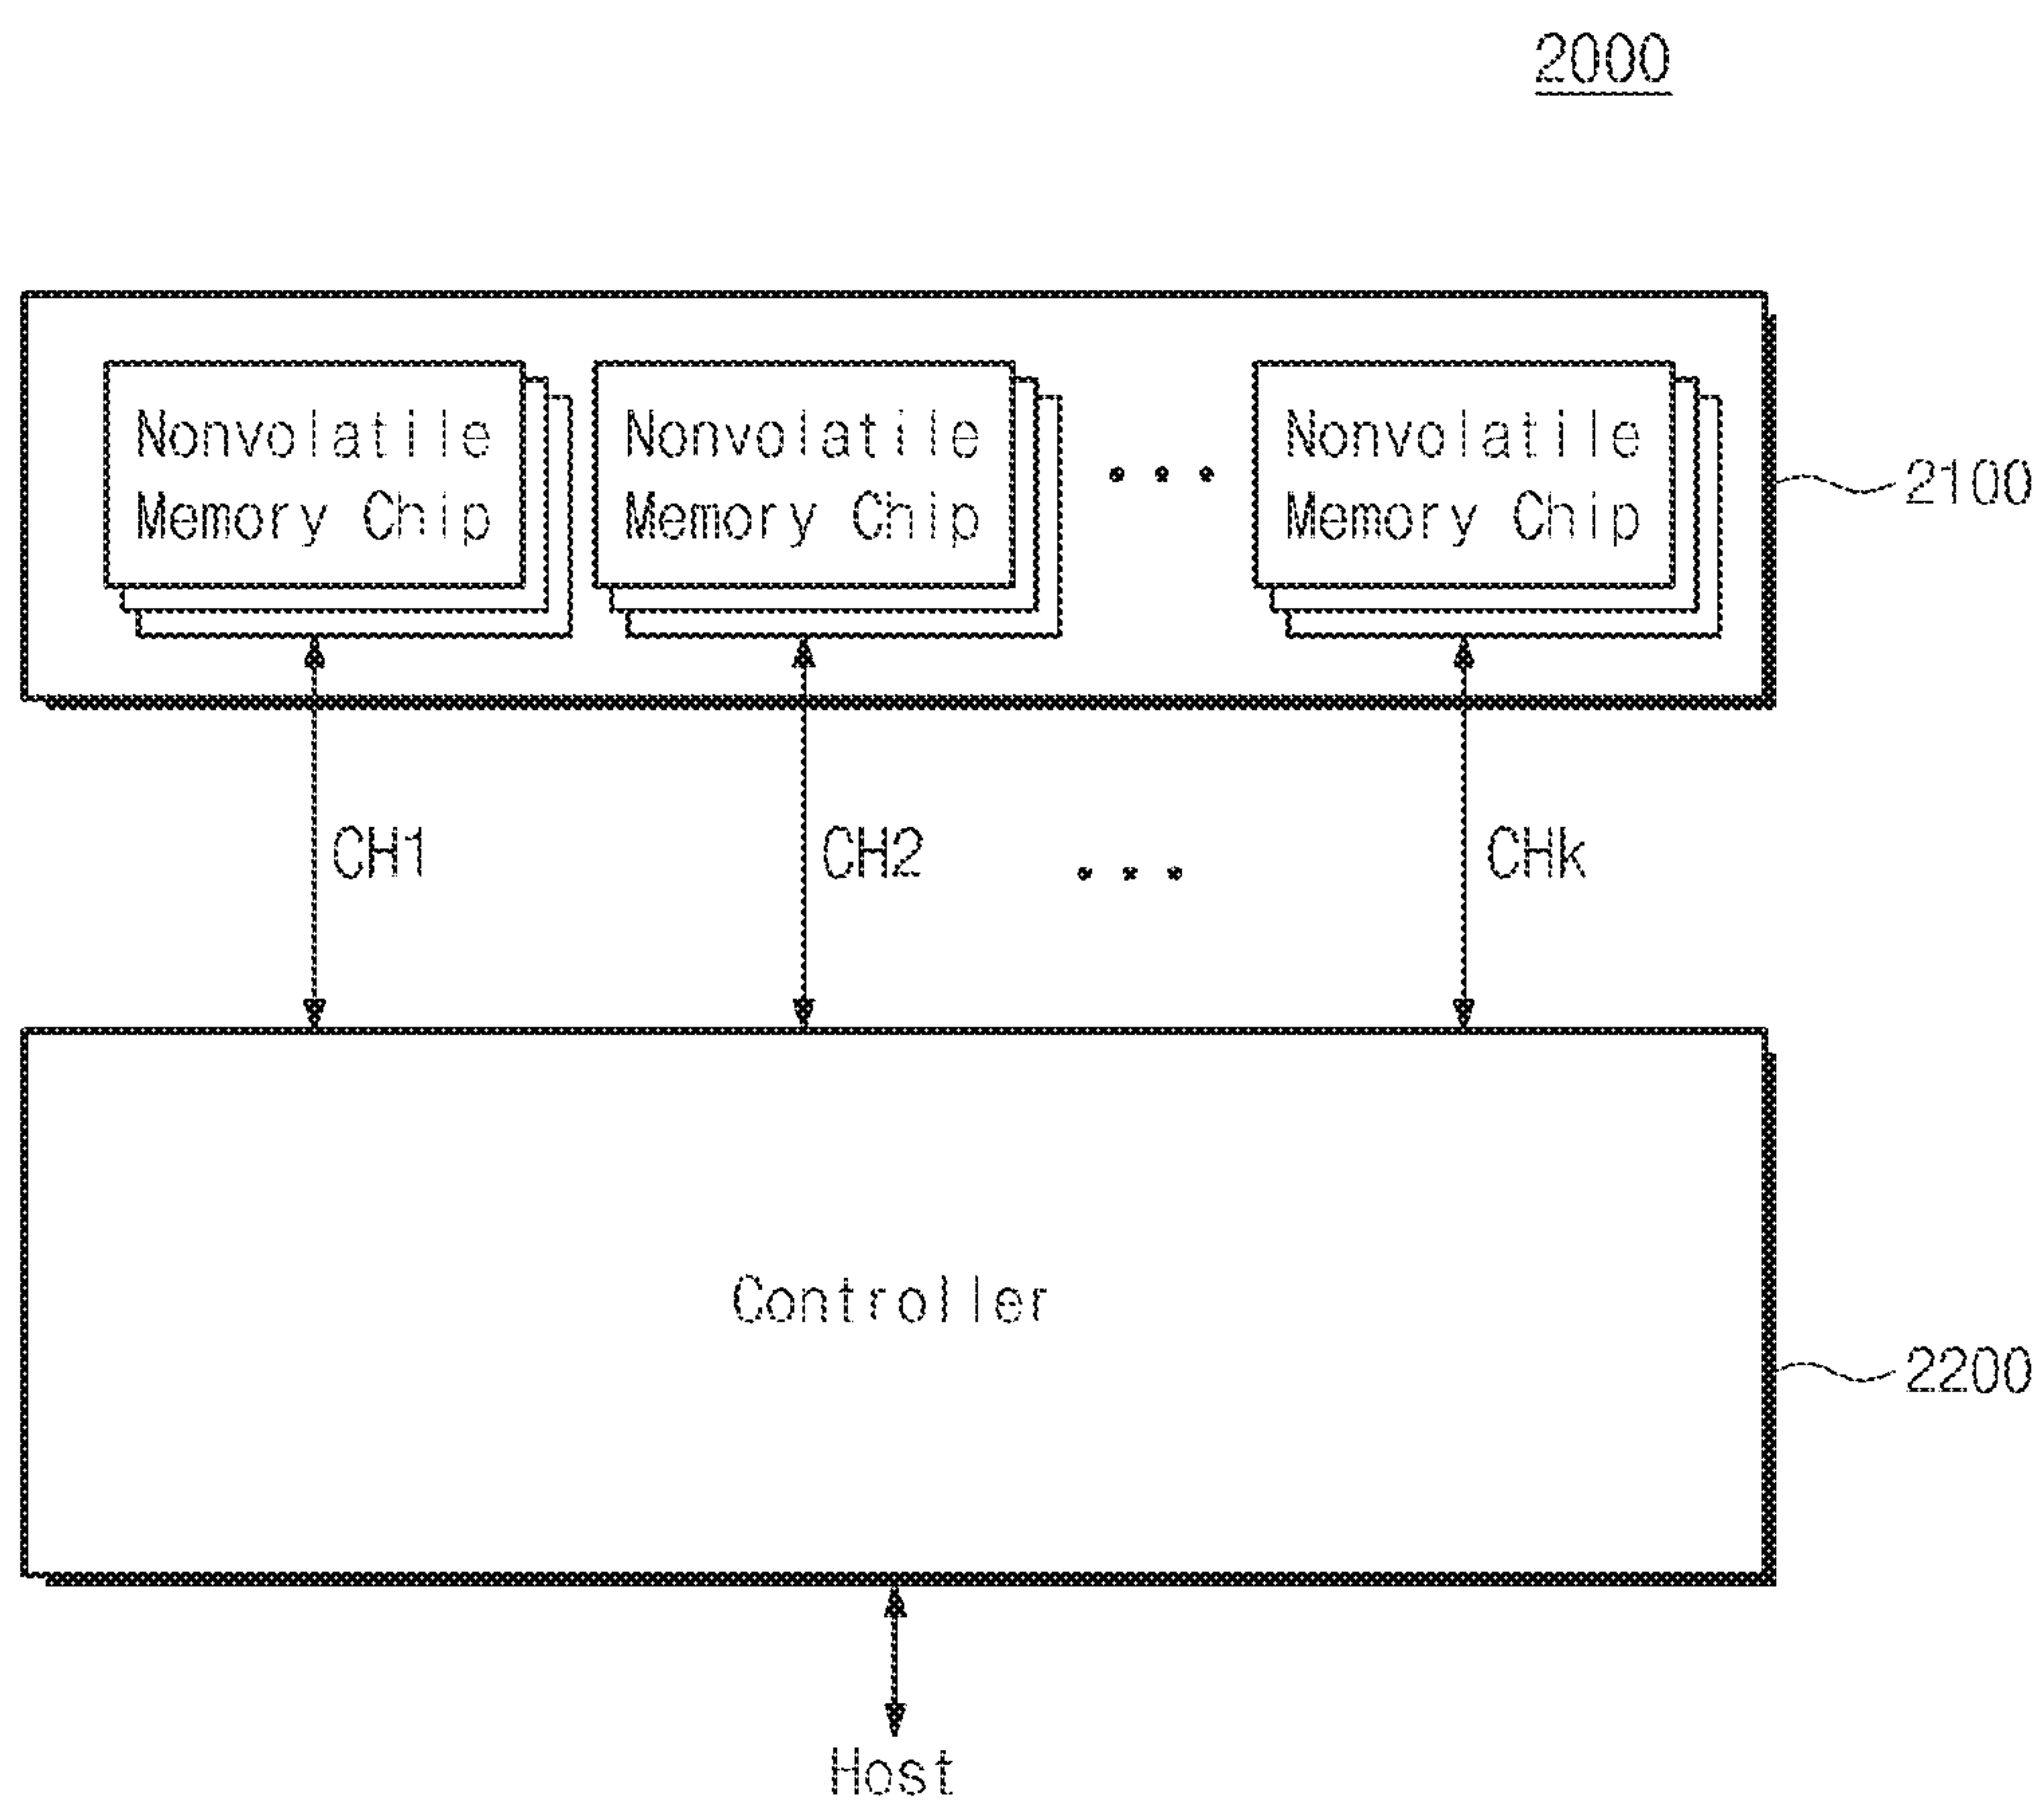 2000
Nonvolatile
Memory Chip
Nonvolatile
Memory Chip
...
Nonvolatile
Memory Chip
2100
CH1
CH2
...
CHk
Controller
2200
Host